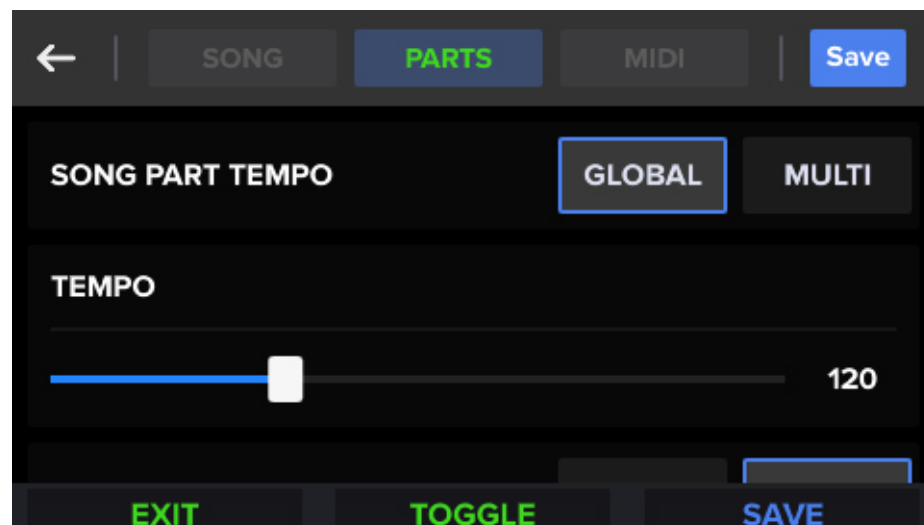 ← SONG PARTS MIDI Save
SONG PART TEMPO GLOBAL MULTI
TEMPO
120
EXIT TOGGLE SAVE